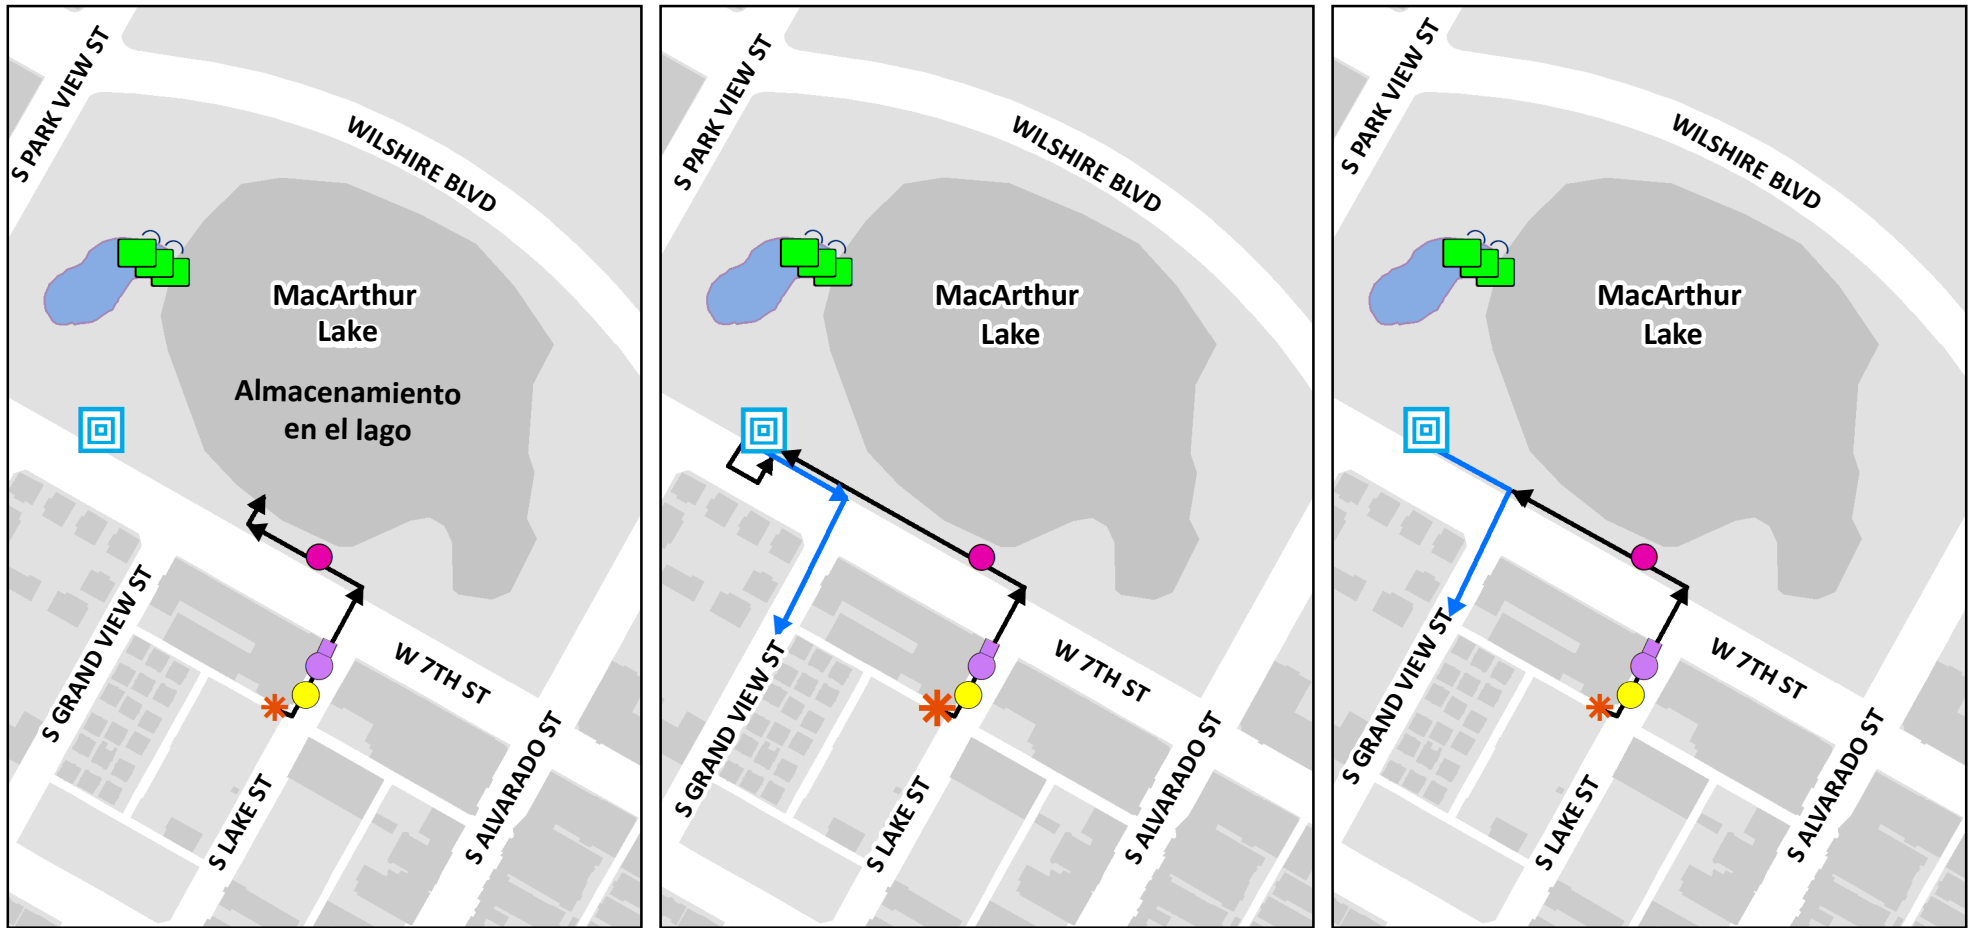 S PARK VIEW ST
WILSHIRE BLVD
MacArthur
Lake
Almacenamiento
en el lago
S GRAND VIEW ST
W 7TH ST
S LAKE ST
S ALVARADO ST
S PARK VIEW ST
WILSHIRE BLVD
MacArthur
Lake
S GRAND VIEW ST
W 7TH ST
S LAKE ST
S ALVARADO ST
S PARK VIEW ST
WILSHIRE BLVD
MacArthur
Lake
S GRAND VIEW ST
W 7TH ST
S LAKE ST
S ALVARADO ST